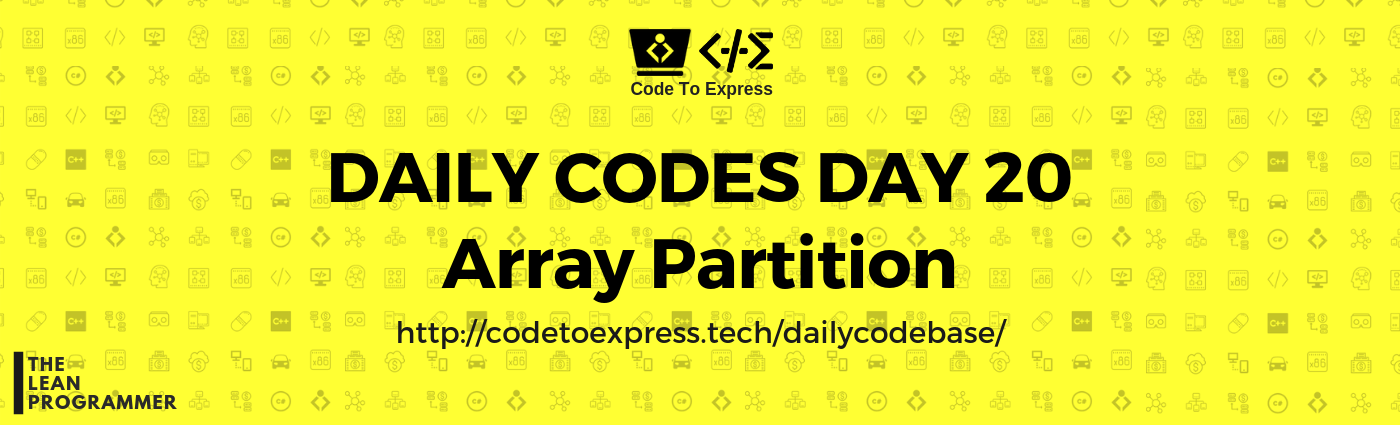 Code To Express
DAILY CODES DAY 20
Array Partition
http://codetoexpress.tech/dailycodebase/
THE
LEAN
PROGRAMMER